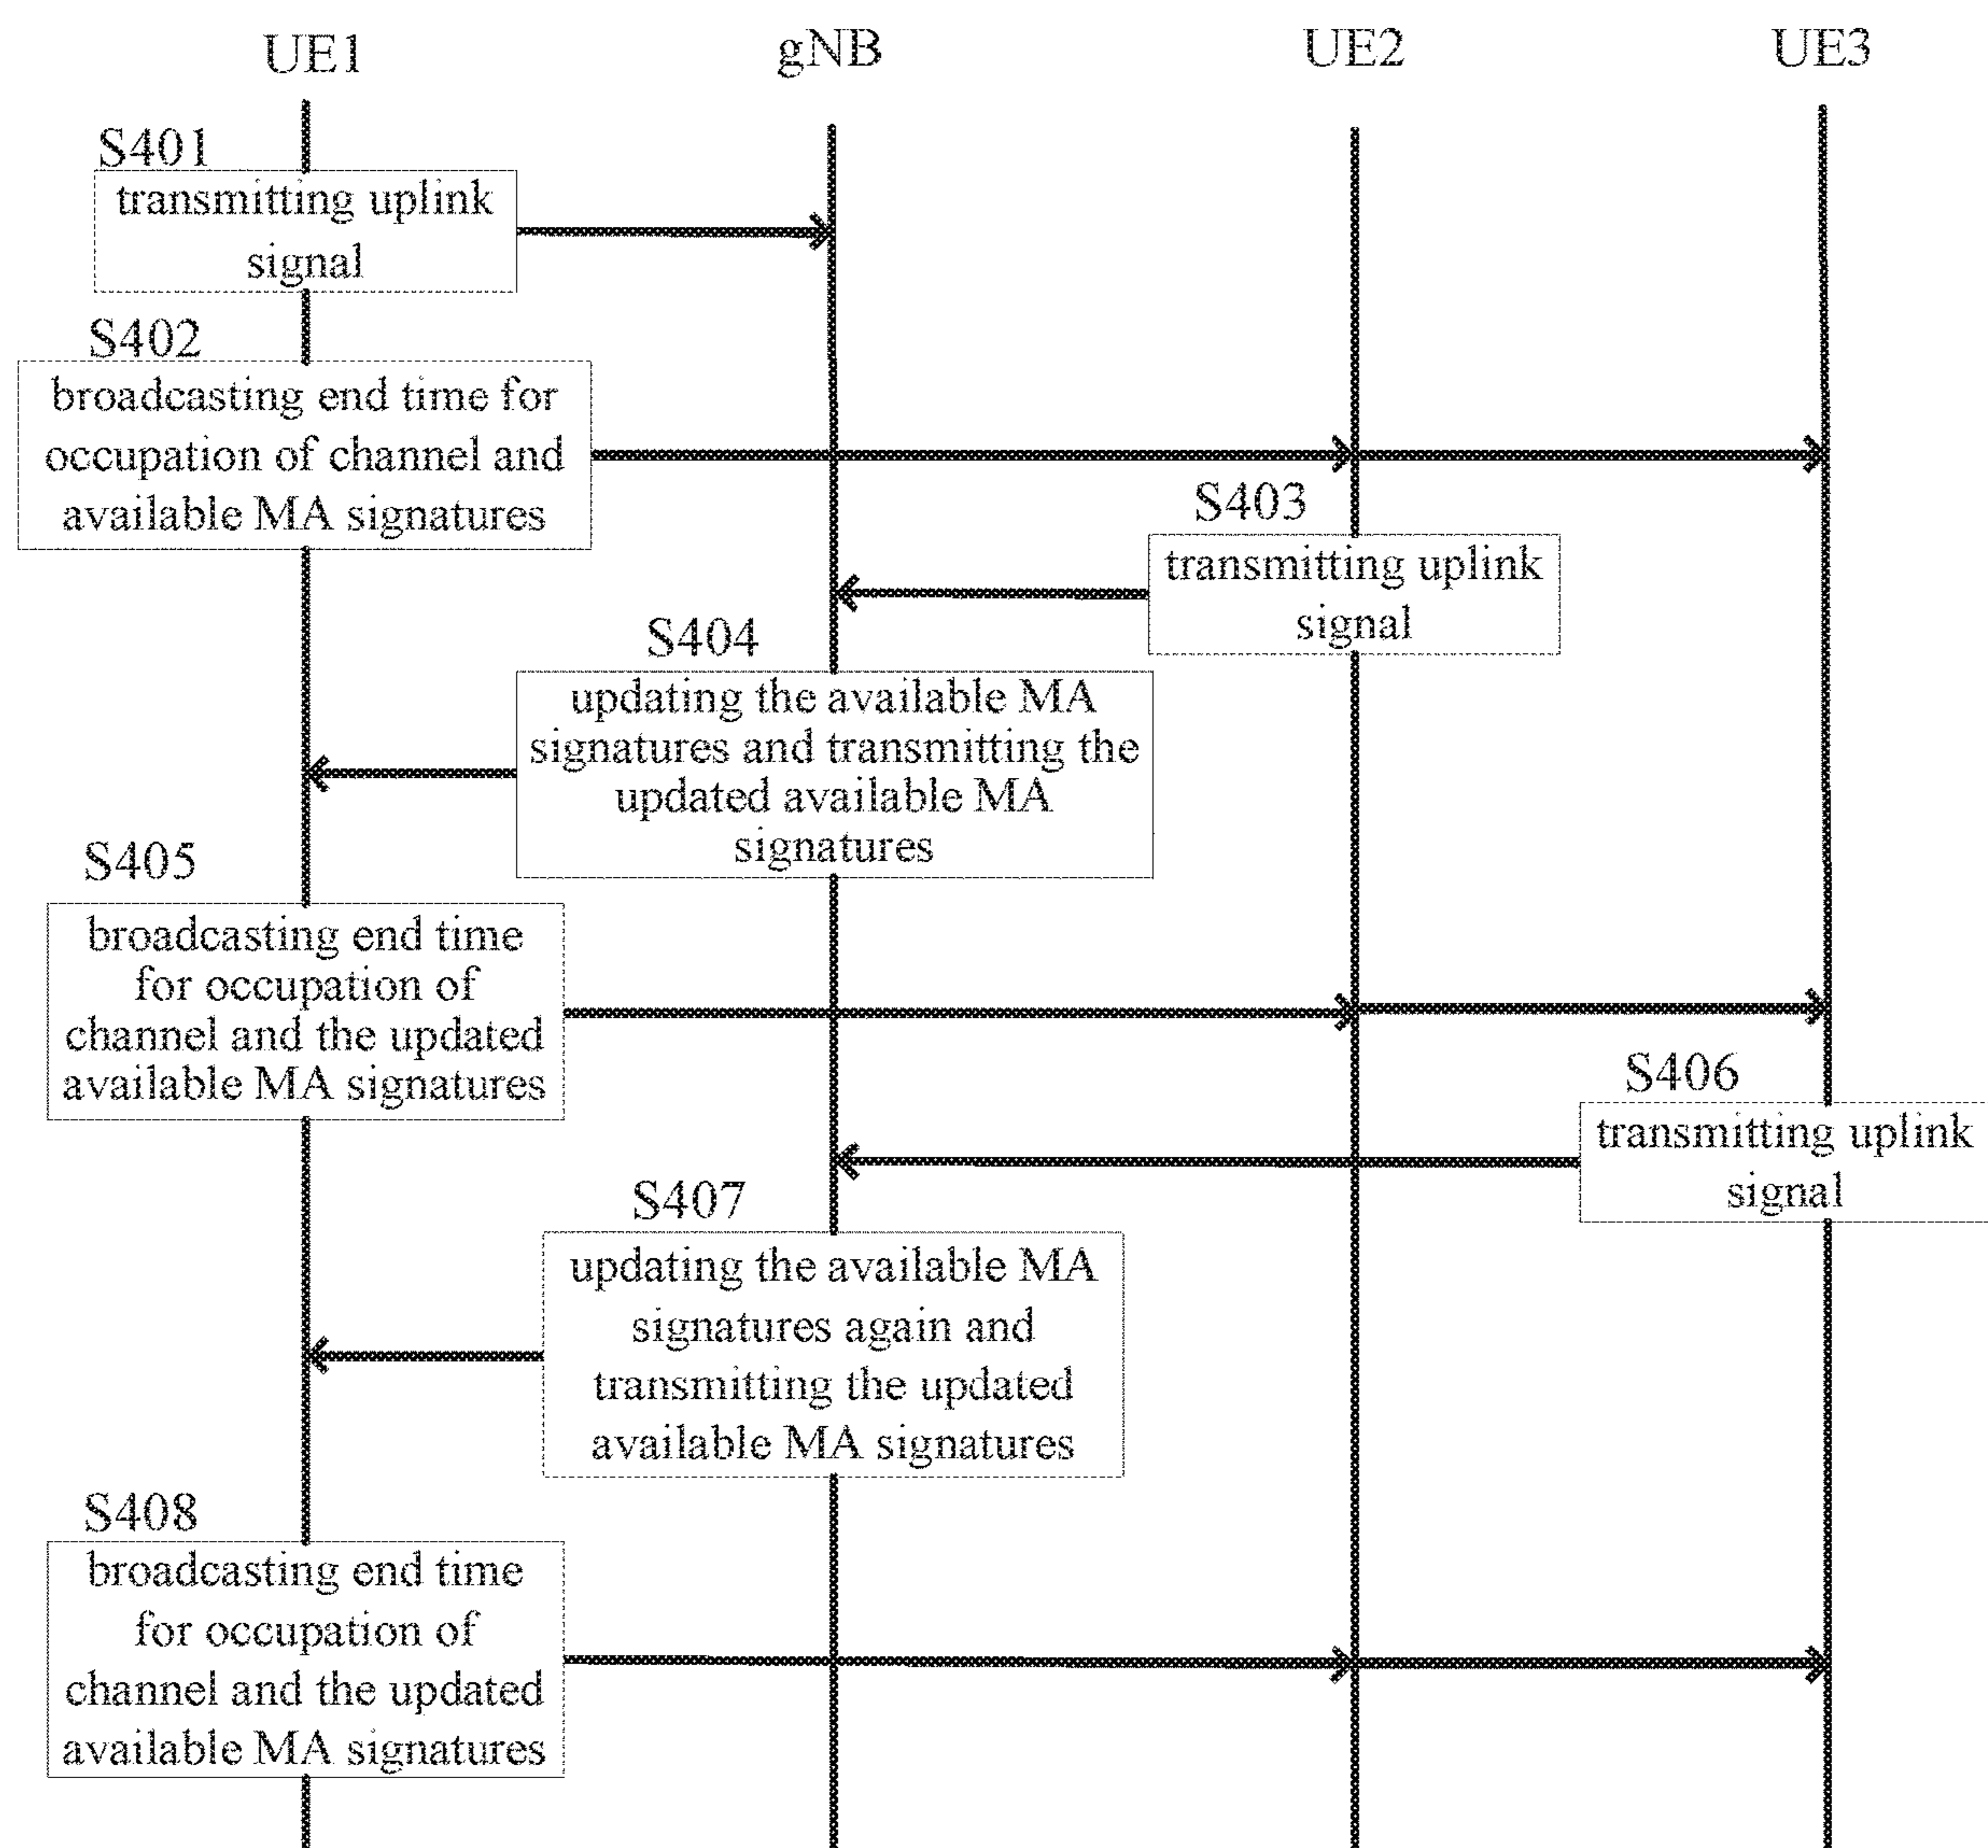 UE1
gNB
UE2
UE3
S401
transmitting uplink
signal
S402
broadcasting end time for
occupation of channel and
available MA signatures
S403
transmitting uplink
signal
S404
updating the available MA
signatures and transmitting the
updated available MA
signatures
S405
broadcasting end time
for occupation of
channel and the updated
available MA signatures
S406
transmitting uplink
signal
S407
updating the available MA
signatures again and
transmitting the updated
available MA signatures
S408
broadcasting end time
for occupation of
channel and the updated
available MA signatures